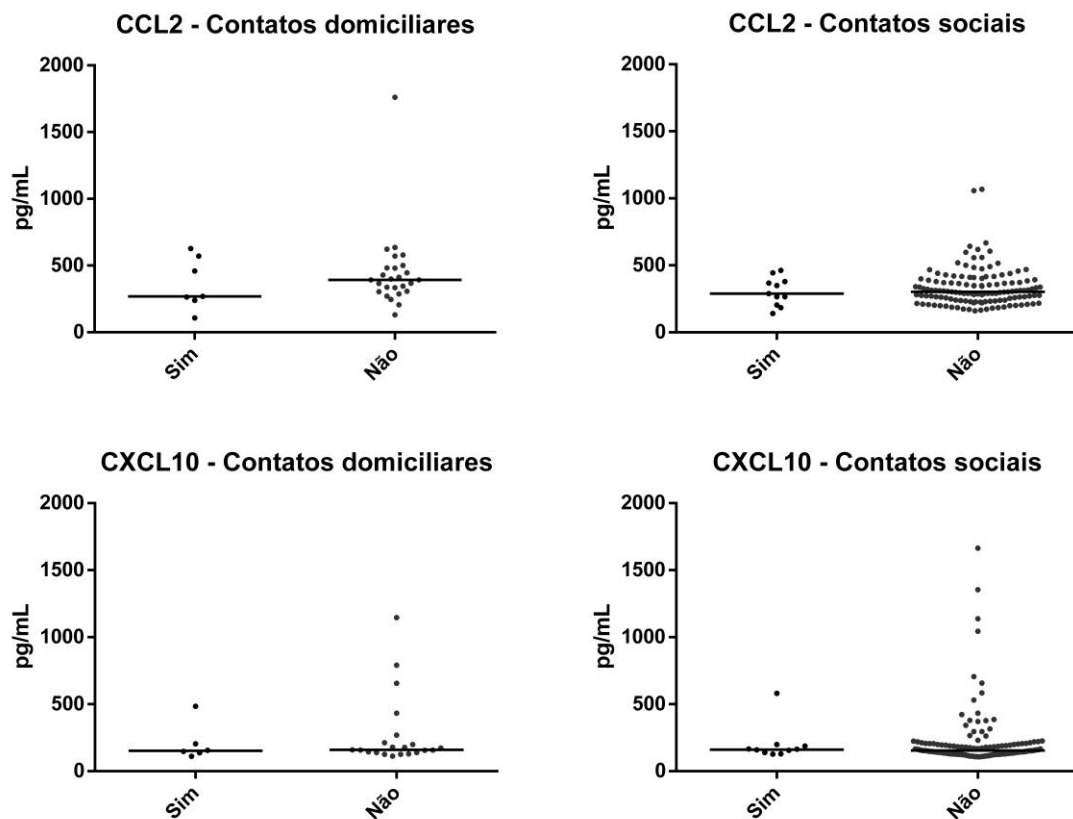 CCL2 - Contatos domiciliares
2000
1500
1000
500
0
pg/mL
Sim
Não
CCL2 - Contatos sociais
2000
1500
1000
500
0
pg/mL
Sim
Não
CXCL10 - Contatos domiciliares
2000
1500
1000
500
0
pg/mL
Sim
Não
CXCL10 - Contatos sociais
2000
1500
1000
500
0
pg/mL
Sim
Não